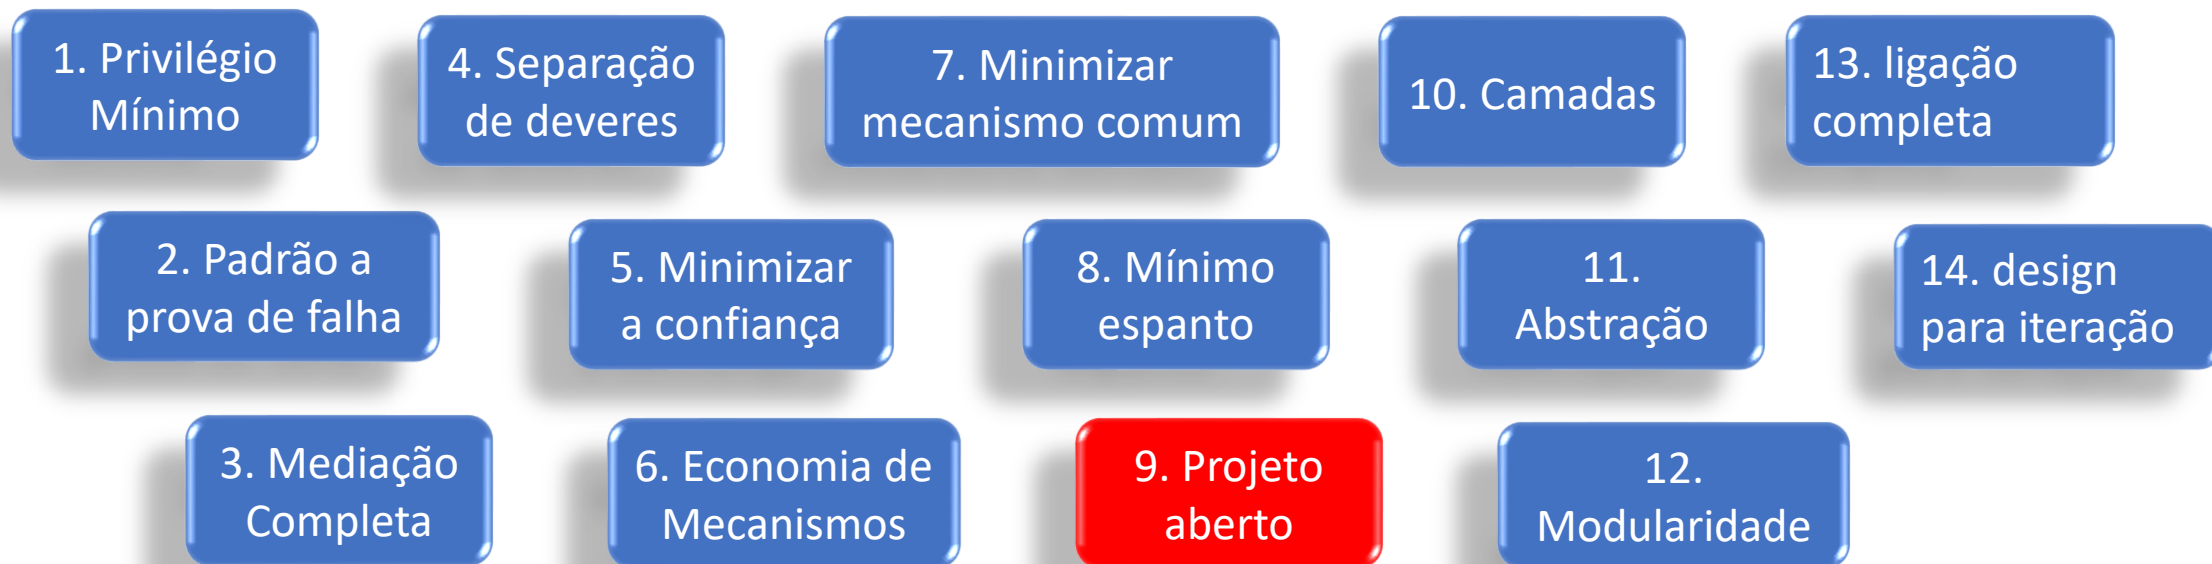 1. Privilégio
Mínimo
2. Padrão a
prova de falha
3. Mediação
Completa
4. Separação
de deveres
5. Minimizar
a confiança
6. Economia de
Mecanismos
7. Minimizar
mecanismo comum
8. Mínimo
espanto
9. Projeto
aberto
10. Camadas
11.
Abstração
12.
Modularidade
13. ligação
completa
14. design
para iteração